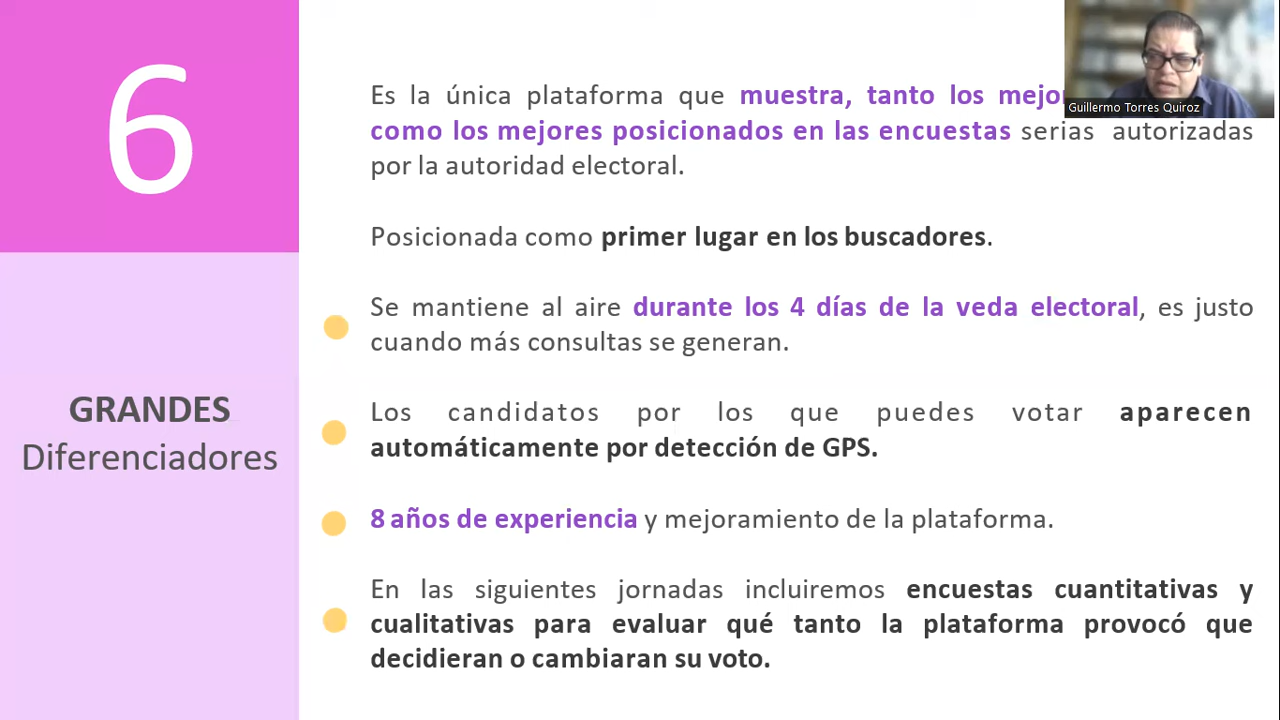 6
GRANDES
Diferenciadores
Es la única plataforma que muestra, tanto los
como los mejores posicionados en las encuestas serias autorizadas
por la autoridad electoral.
Posicionada como primer lugar en los buscadores.
Se mantiene al aire durante los 4 días de la veda electoral, es justo
cuando más consultas se generan.
Los candidatos por los que puedes votar aparecen
automáticamente por detección de GPS.
8 años de experiencia y mejoramiento de la plataforma.
En las siguientes jornadas incluiremos encuestas cuantitativas y
cualitativas para evaluar qué tanto la plataforma provocó que
decidieran o cambiaran su voto.
Guillermo Torres Quiroz